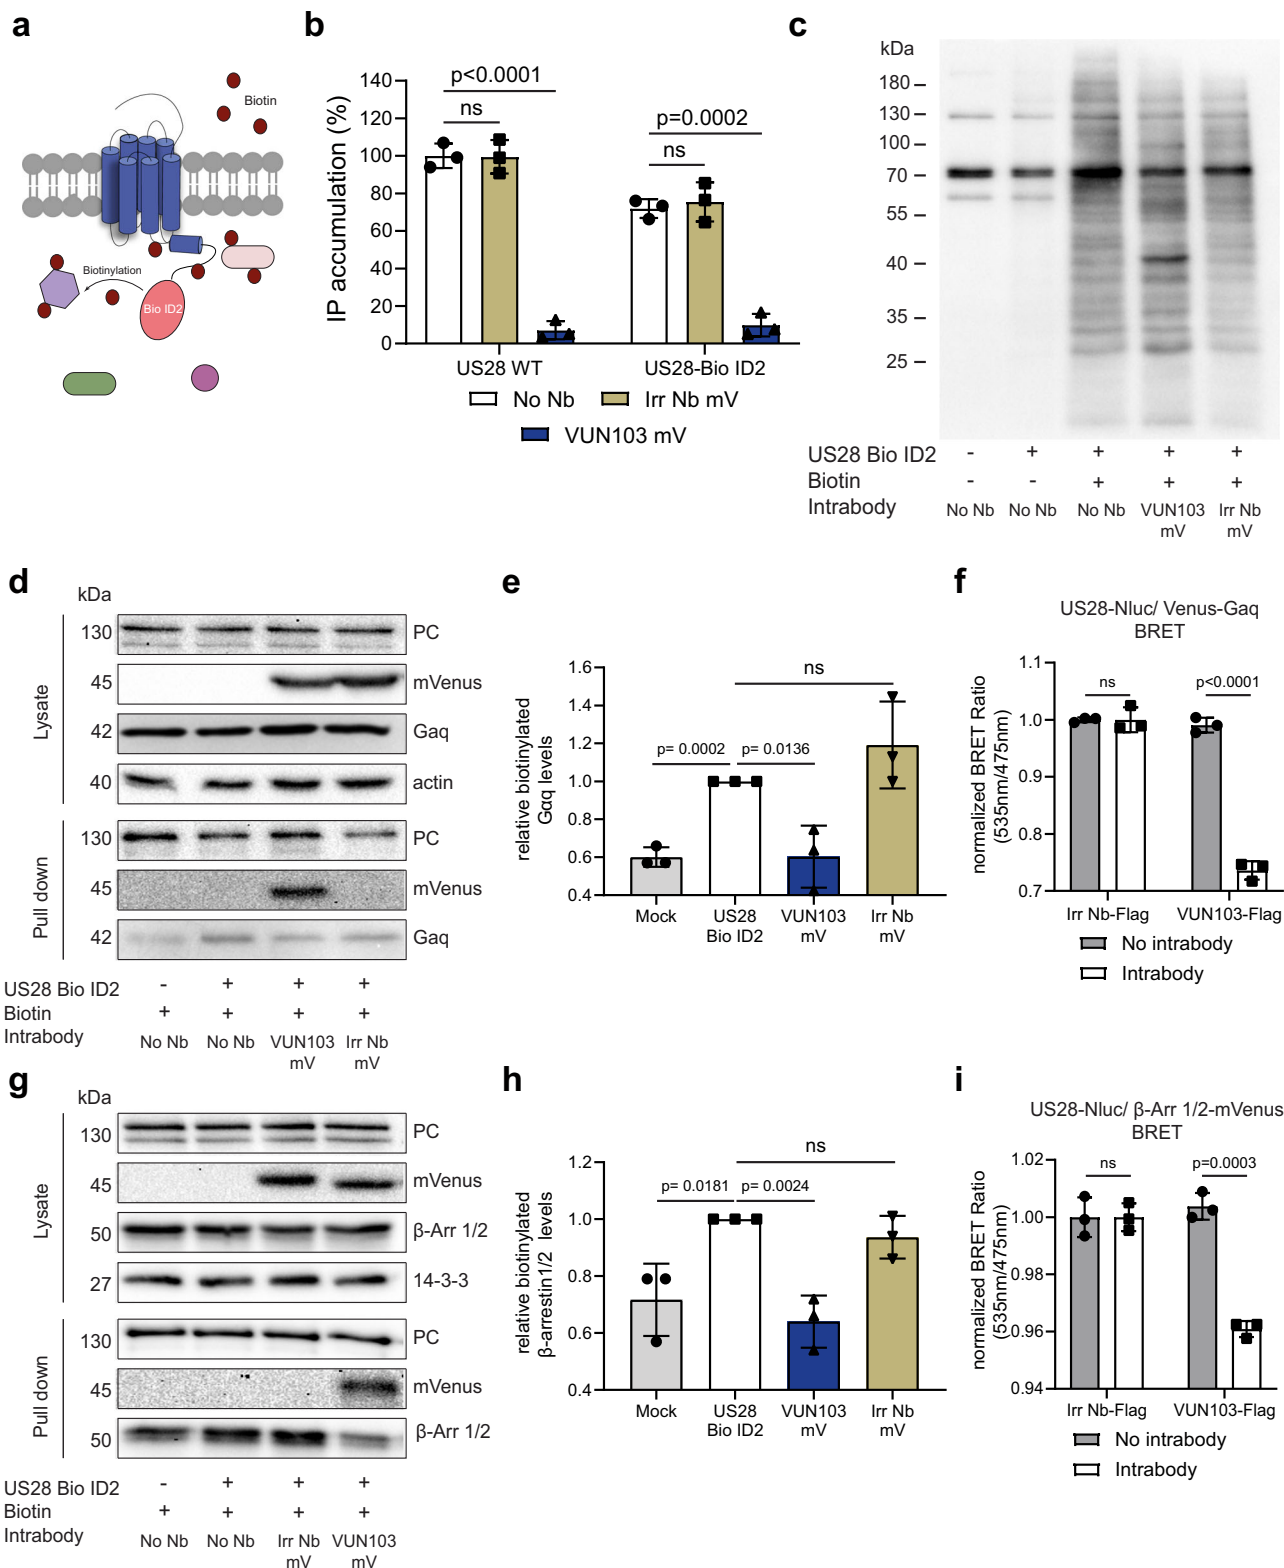 a
Biotin
Biotinylation
Bio ID2
b
IP accumulation (%)
140
120
100
80
60
40
20
0
p<0.0001
ns
p=0.0002
ns
US28 WT
US28-Bio ID2
No Nb
Irr Nb mV
VUN103 mV
c
kDa
180
130
100
70
55
40
35
25
US28 Bio ID2 - + + + +
Biotin - - + + +
Intrabody No Nb No Nb No Nb VUN103 mV Irr Nb mV
d
kDa
Lysate
130 PC
45 mVenus
42 Gaq
40 actin
Pull down
130 PC
45 mVenus
42 Gaq
US28 Bio ID2 - + + +
Biotin + + + +
Intrabody No Nb No Nb VUN103 mV Irr Nb mV
e
relative biotinylated
Gαq levels
1.6
1.4
1.2
1.0
0.8
0.6
0.4
ns
p= 0.0002
p= 0.0136
Mock
US28 Bio ID2
VUN103 mV
Irr Nb mV
f
US28-Nluc/ Venus-Gaq
BRET
normalized BRET Ratio
(535nm/475nm)
1.1
1.0
0.9
0.8
0.7
ns
p<0.0001
Irr Nb-Flag
VUN103-Flag
No intrabody
Intrabody
g
kDa
Lysate
130 PC
45 mVenus
50 β-Arr 1/2
27 14-3-3
Pull down
130 PC
45 mVenus
50 β-Arr 1/2
US28 Bio ID2 - + + +
Biotin + + + +
Intrabody No Nb No Nb Irr Nb mV VUN103 mV
h
relative biotinylated
β-arrestin1/2 levels
1.2
1.0
0.8
0.6
0.4
ns
p= 0.0181
p= 0.0024
Mock
US28 Bio ID2
VUN103 mV
Irr Nb mV
i
US28-Nluc/ β-Arr 1/2-mVenus
BRET
normalized BRET Ratio
(535nm/475nm)
1.02
1.00
0.98
0.96
0.94
ns
p=0.0003
Irr Nb-Flag
VUN103-Flag
No intrabody
Intrabody